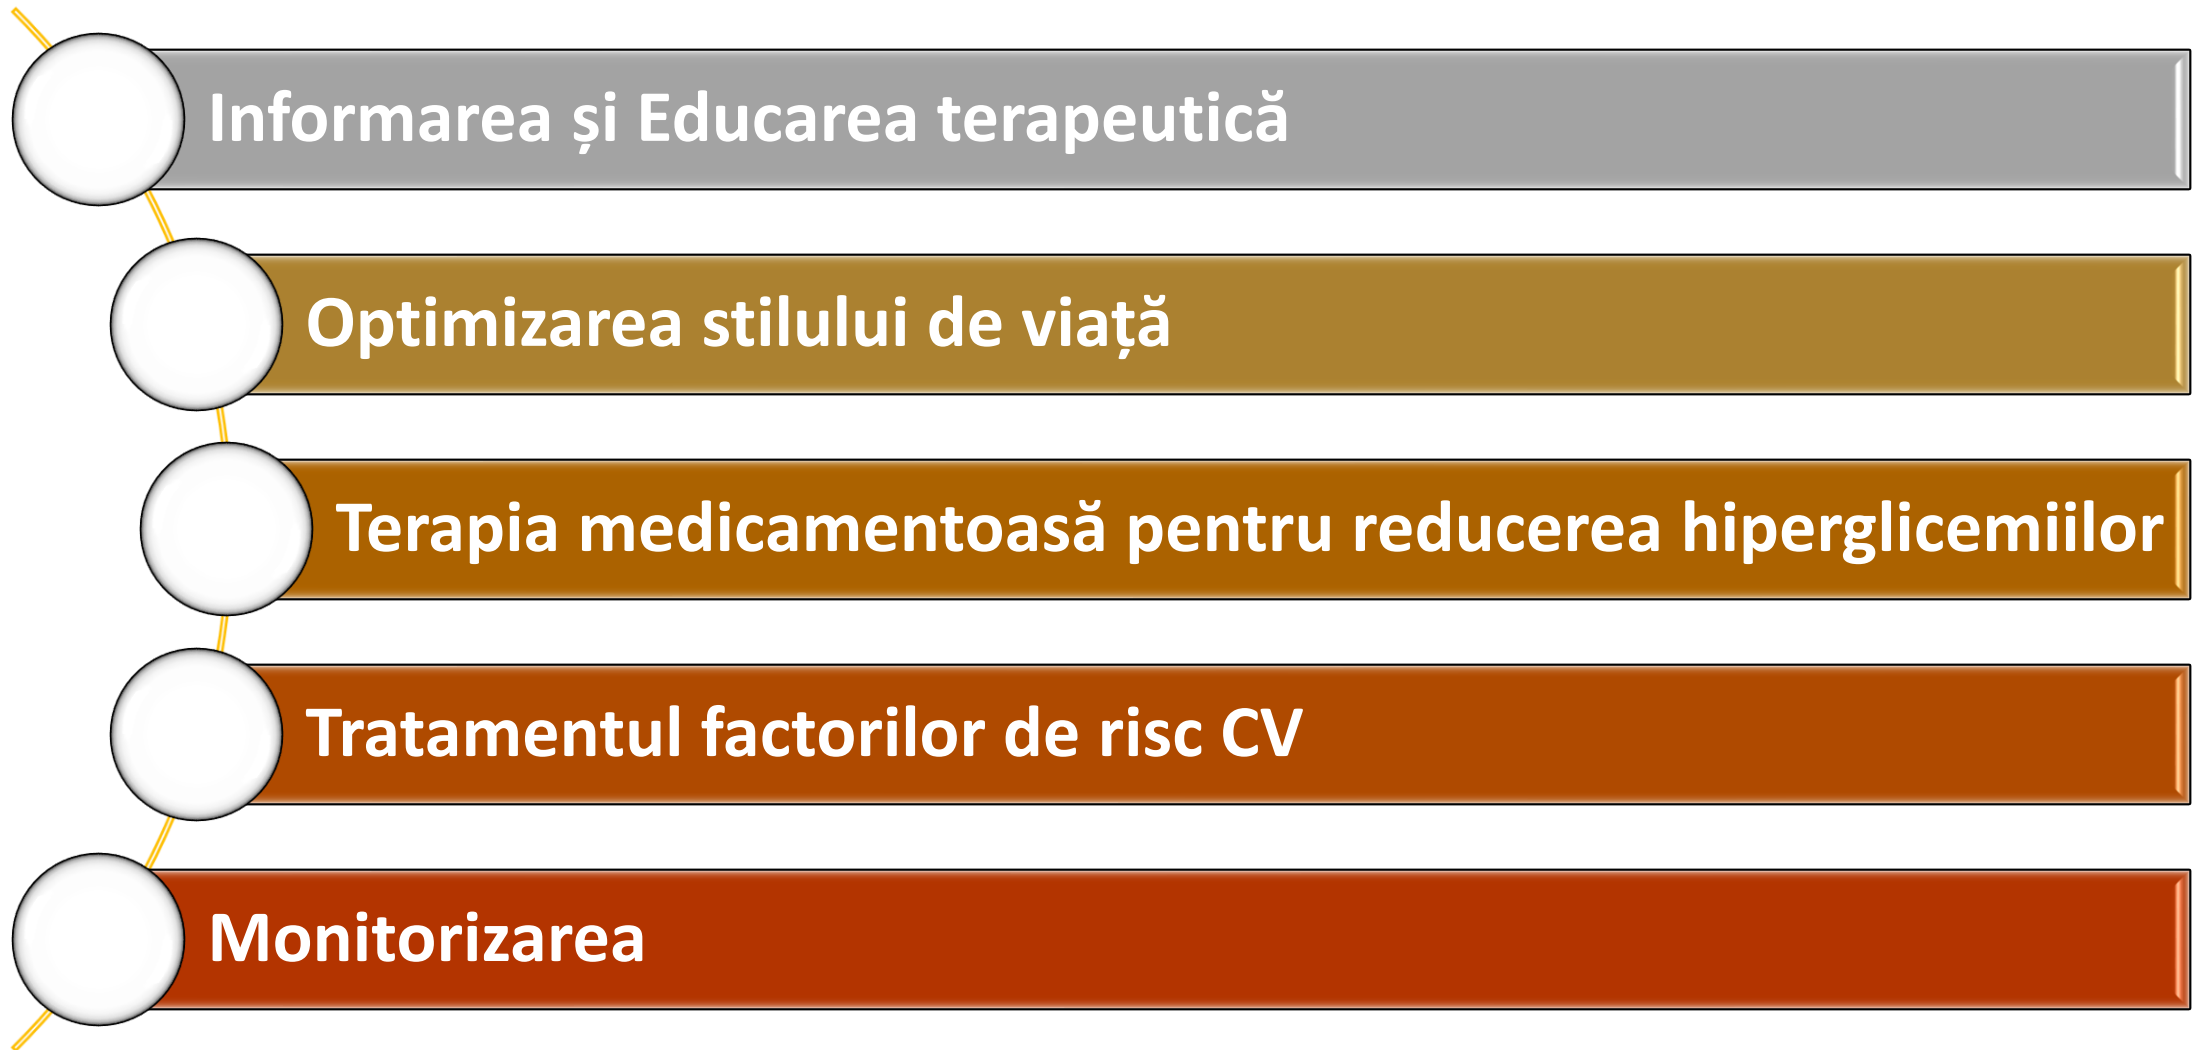 Informarea și Educarea terapeutică
Optimizarea stilului de viață
Terapia medicamentoasă pentru reducerea hiperglicemiilor
Tratamentul factorilor de risc CV
Monitorizarea